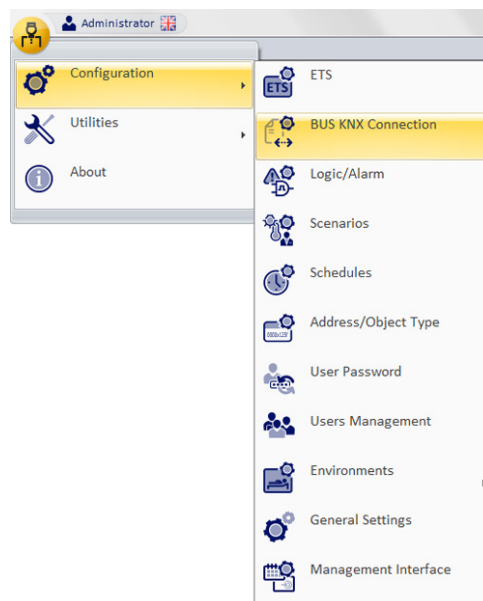 Administrator
Configuration
Utilities
About
ETS
ETS
BUS KNX Connection
Logic/Alarm
Scenarios
Schedules
Address/Object Type
User Password
Users Management
Environments
General Settings
Management Interface